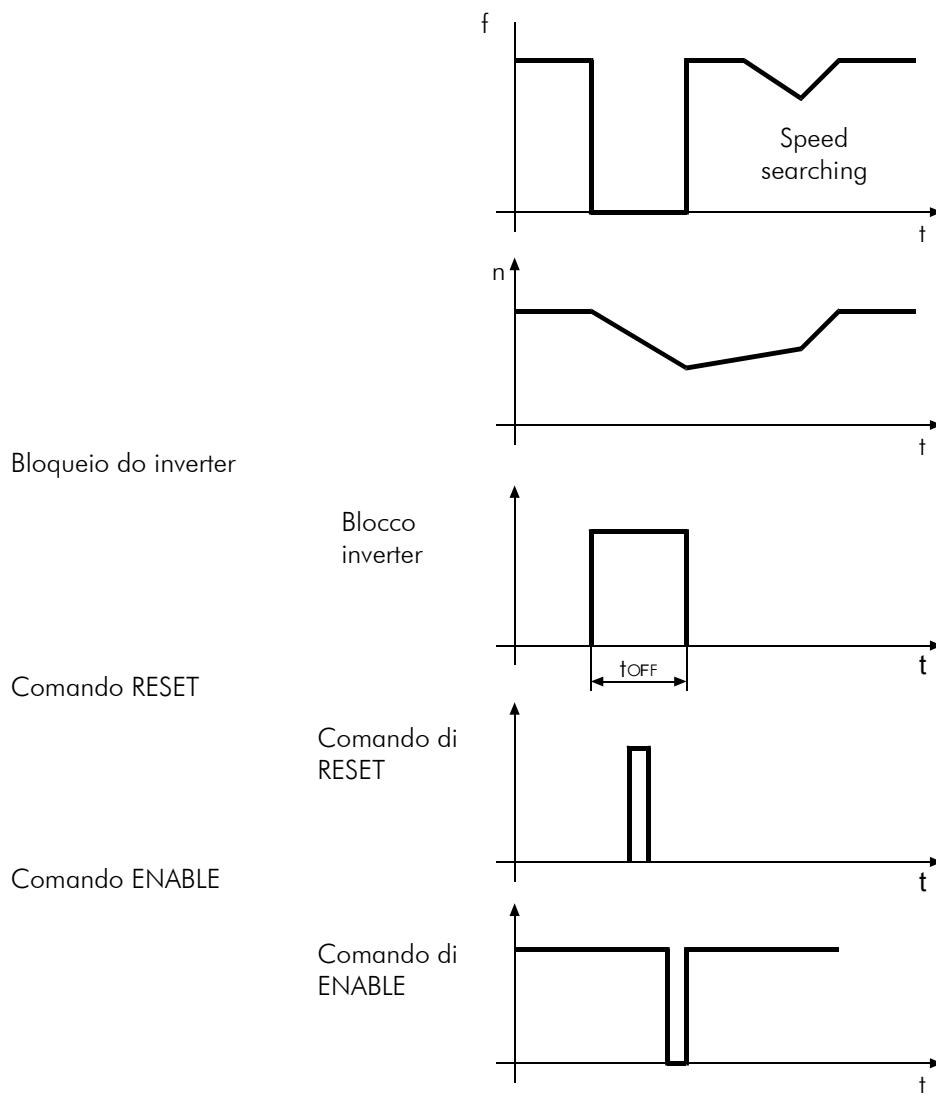 f
Speed
searching
t
n
t
Bloqueio do inverter
Blocco
inverter
t
tOFF
Comando RESET
Comando di
RESET
t
Comando ENABLE
Comando di
ENABLE
t